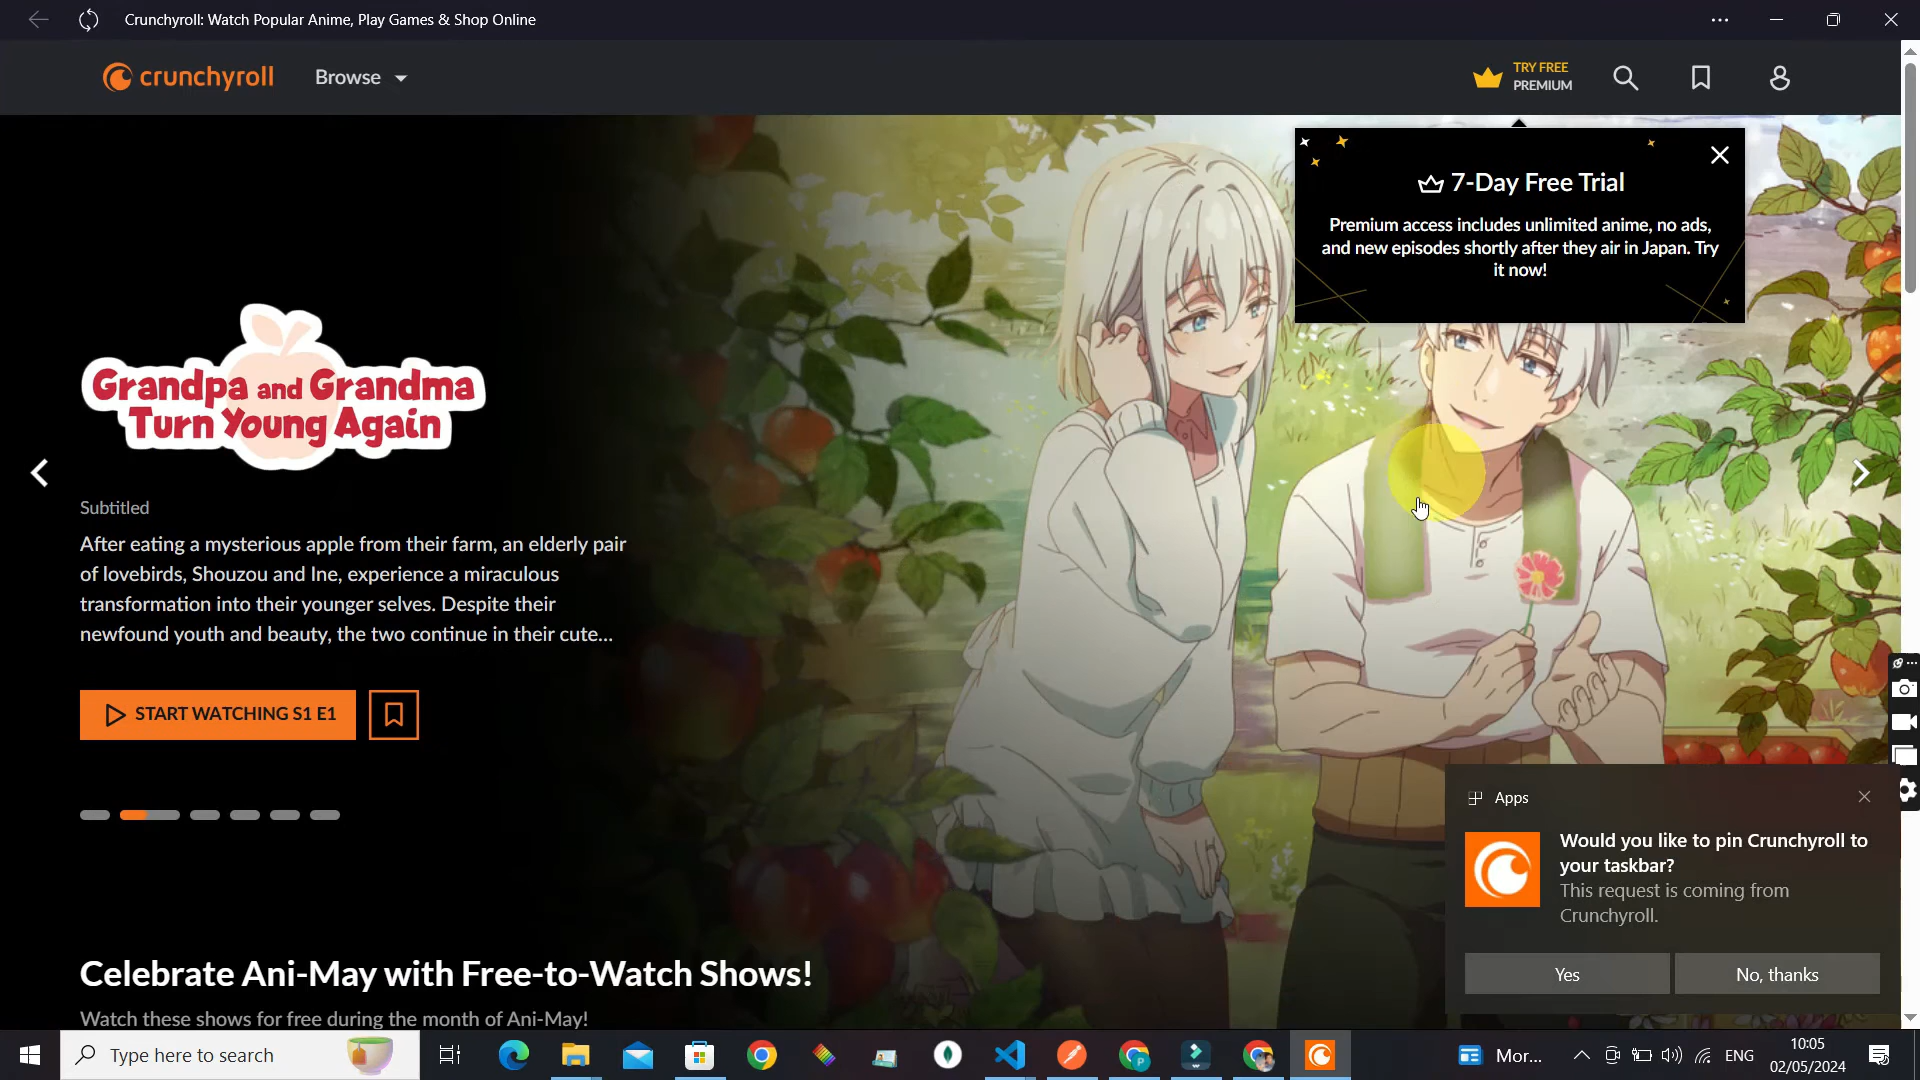 Crunchyroll: Watch Popular Anime, Play Games & Shop Online
crunchyroll
Browse
TRY FREE
PREMIUM
7-Day Free Trial
Premium access includes unlimited anime, no ads,
and new episodes shortly after they air in Japan. Try
it now!
Grandpa and Grandma
Turn Young Again
Subtitled
After eating a mysterious apple from their farm, an elderly pair
of lovebirds, Shouzou and Ine, experience a miraculous
transformation into their younger selves. Despite their
newfound youth and beauty, the two continue in their cute...
START WATCHING S1 E1
Celebrate Ani-May with Free-to-Watch Shows!
Watch these shows for free during the month of Ani-May!
Apps
Would you like to pin Crunchyroll to
your taskbar?
This request is coming from
Crunchyroll.
Yes
No, thanks
Type here to search
P
Mor...
ENG
10:05
02/05/2024